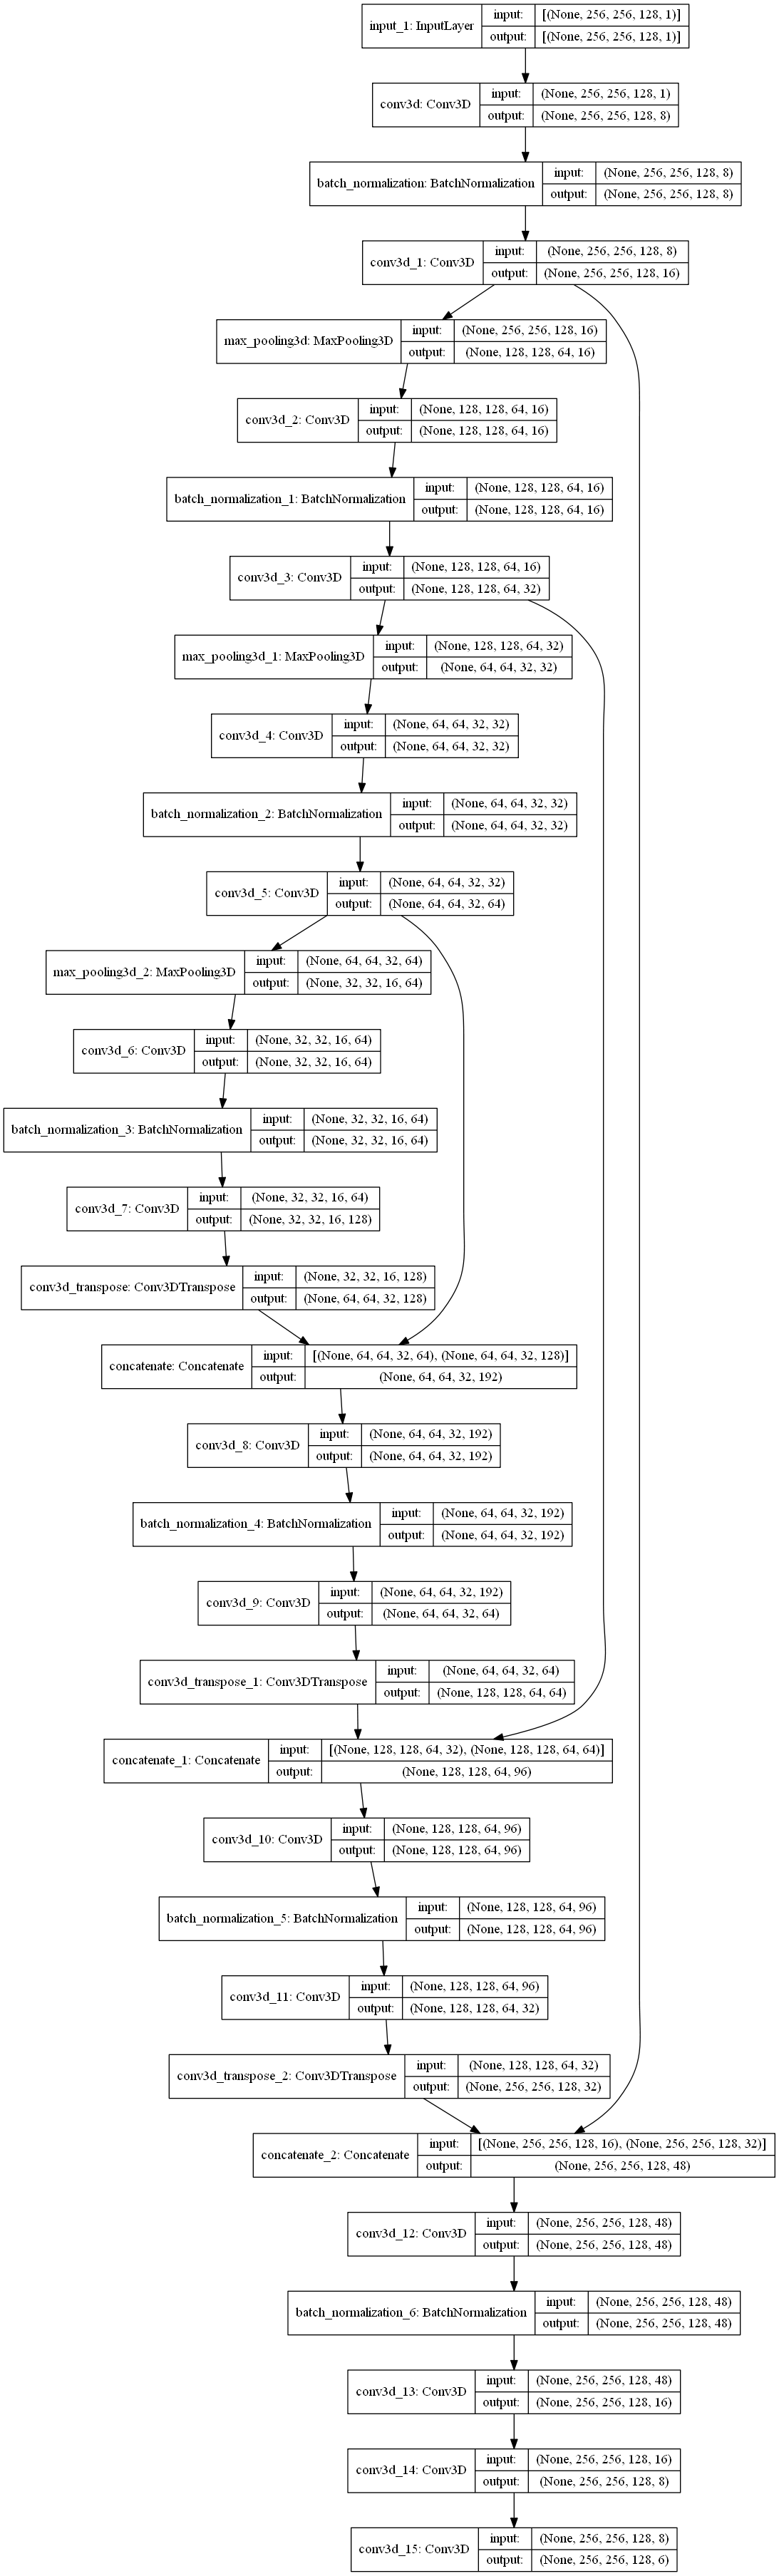 input_1: InputLayer
input: [(None, 256, 256, 128, 1)]
output: [(None, 256, 256, 128, 1)]
conv3d: Conv3D
input: (None, 256, 256, 128, 1)
output: (None, 256, 256, 128, 8)
batch_normalization: BatchNormalization
input: (None, 256, 256, 128, 8)
output: (None, 256, 256, 128, 8)
conv3d_1: Conv3D
input: (None, 256, 256, 128, 8)
output: (None, 256, 256, 128, 16)
max_pooling3d: MaxPooling3D
input: (None, 256, 256, 128, 16)
output: (None, 128, 128, 64, 16)
conv3d_2: Conv3D
input: (None, 128, 128, 64, 16)
output: (None, 128, 128, 64, 16)
batch_normalization_1: BatchNormalization
input: (None, 128, 128, 64, 16)
output: (None, 128, 128, 64, 16)
conv3d_3: Conv3D
input: (None, 128, 128, 64, 16)
output: (None, 128, 128, 64, 32)
max_pooling3d_1: MaxPooling3D
input: (None, 128, 128, 64, 32)
output: (None, 64, 64, 32, 32)
conv3d_4: Conv3D
input: (None, 64, 64, 32, 32)
output: (None, 64, 64, 32, 32)
batch_normalization_2: BatchNormalization
input: (None, 64, 64, 32, 32)
output: (None, 64, 64, 32, 32)
conv3d_5: Conv3D
input: (None, 64, 64, 32, 32)
output: (None, 64, 64, 32, 64)
max_pooling3d_2: MaxPooling3D
input: (None, 64, 64, 32, 64)
output: (None, 32, 32, 16, 64)
conv3d_6: Conv3D
input: (None, 32, 32, 16, 64)
output: (None, 32, 32, 16, 64)
batch_normalization_3: BatchNormalization
input: (None, 32, 32, 16, 64)
output: (None, 32, 32, 16, 64)
conv3d_7: Conv3D
input: (None, 32, 32, 16, 64)
output: (None, 32, 32, 16, 128)
conv3d_transpose: Conv3DTranspose
input: (None, 32, 32, 16, 128)
output: (None, 64, 64, 32, 128)
concatenate: Concatenate
input: [(None, 64, 64, 32, 64), (None, 64, 64, 32, 128)]
output: (None, 64, 64, 32, 192)
conv3d_8: Conv3D
input: (None, 64, 64, 32, 192)
output: (None, 64, 64, 32, 192)
batch_normalization_4: BatchNormalization
input: (None, 64, 64, 32, 192)
output: (None, 64, 64, 32, 192)
conv3d_9: Conv3D
input: (None, 64, 64, 32, 192)
output: (None, 64, 64, 32, 64)
conv3d_transpose_1: Conv3DTranspose
input: (None, 64, 64, 32, 64)
output: (None, 128, 128, 64, 64)
concatenate_1: Concatenate
input: [(None, 128, 128, 64, 32), (None, 128, 128, 64, 64)]
output: (None, 128, 128, 64, 96)
conv3d_10: Conv3D
input: (None, 128, 128, 64, 96)
output: (None, 128, 128, 64, 96)
batch_normalization_5: BatchNormalization
input: (None, 128, 128, 64, 96)
output: (None, 128, 128, 64, 96)
conv3d_11: Conv3D
input: (None, 128, 128, 64, 96)
output: (None, 128, 128, 64, 32)
conv3d_transpose_2: Conv3DTranspose
input: (None, 128, 128, 64, 32)
output: (None, 256, 256, 128, 32)
concatenate_2: Concatenate
input: [(None, 256, 256, 128, 16), (None, 256, 256, 128, 32)]
output: (None, 256, 256, 128, 48)
conv3d_12: Conv3D
input: (None, 256, 256, 128, 48)
output: (None, 256, 256, 128, 48)
batch_normalization_6: BatchNormalization
input: (None, 256, 256, 128, 48)
output: (None, 256, 256, 128, 48)
conv3d_13: Conv3D
input: (None, 256, 256, 128, 48)
output: (None, 256, 256, 128, 16)
conv3d_14: Conv3D
input: (None, 256, 256, 128, 16)
output: (None, 256, 256, 128, 8)
conv3d_15: Conv3D
input: (None, 256, 256, 128, 8)
output: (None, 256, 256, 128, 6)